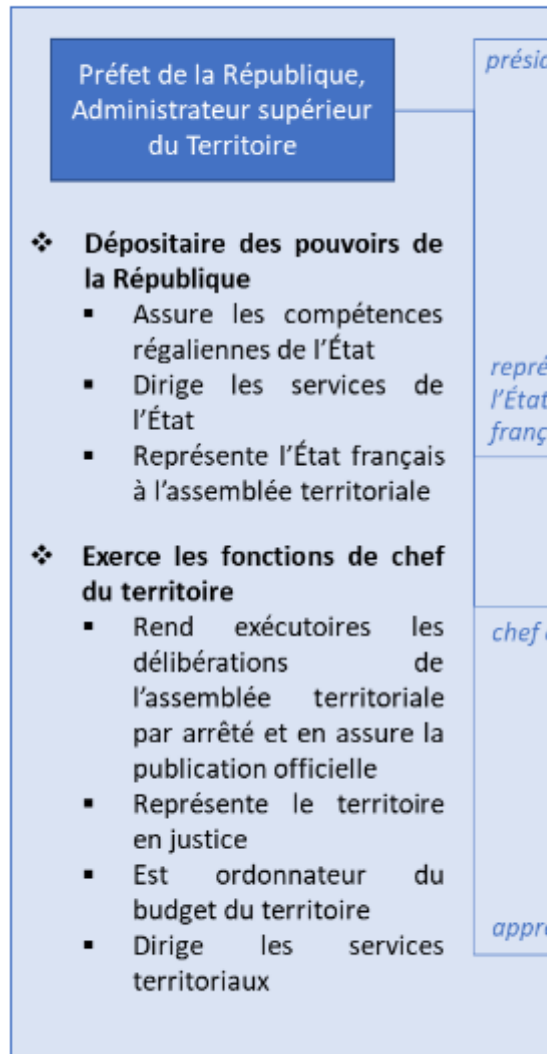 Préfet de la République,
Administrateur supérieur
du Territoire
❖ Dépositaire des pouvoirs de
la République
▪ Assure les compétences
régaliennes de l'État
▪ Dirige les services de
l'État
▪ Représente l'État français
à l'assemblée territoriale
❖ Exerce les fonctions de chef
du territoire
▪ Rend exécutoires les
délibérations de
l'assemblée territoriale
par arrêté et en assure la
publication officielle
▪ Représente le territoire
en justice
▪ Est ordonnateur du
budget du territoire
▪ Dirige les services
territoriaux
l'État
chef